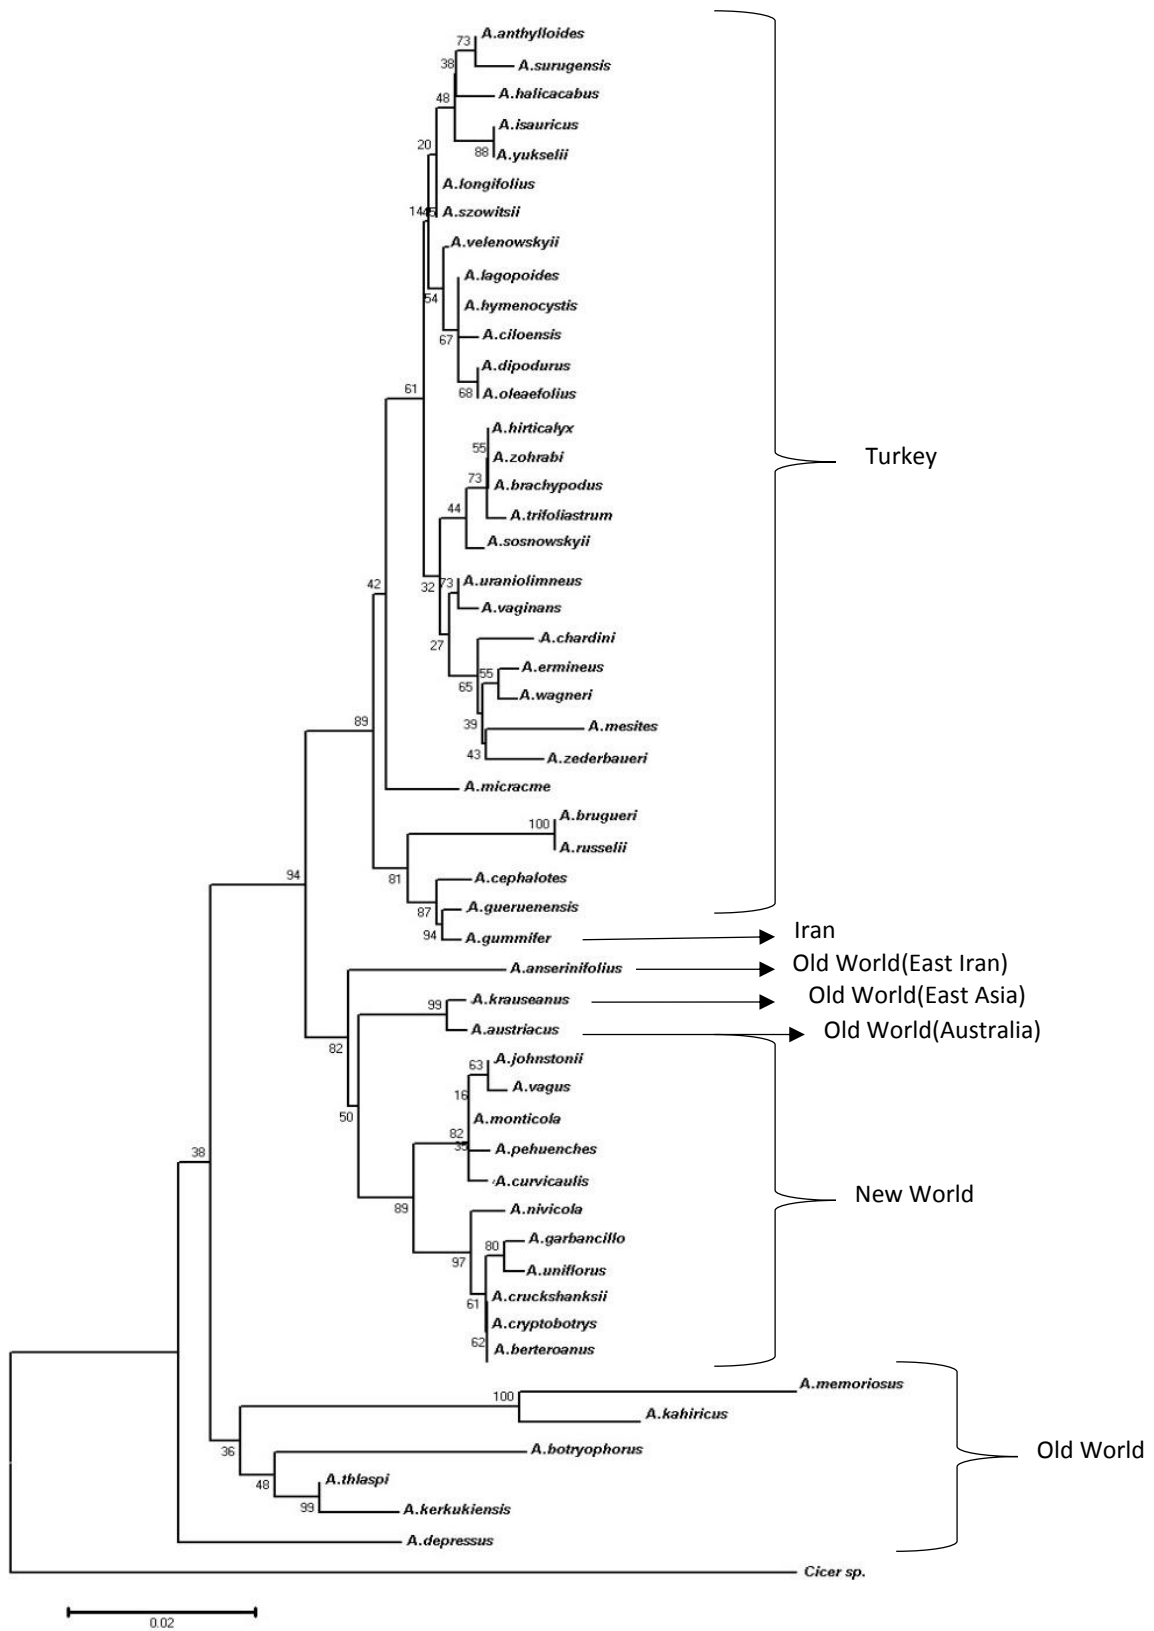 73
A.anthylloides
A.surugensis
38
A.halicacabus
48
A.isauricus
88 A.yukselii
20
A.longifolius
14
45
A.szowitsii
A.velenowskyii
54
A.lagopoides
A.hymenocystis
67
A.ciloensis
A.dipodurus
68 A.oleaefolius
61
A.hirticalyx
55
A.zohrabi
Turkey
73
A.brachypodus
44
A.trifoliastrum
A.sosnowskyii
42
32
73 A.uraniolimneus
A.vaginans
27
A.chardini
55
A.ermineus
65
A.wagneri
39
A.mesites
89
43
A.zederbaueri
A.micracme
A.brugueri
100
A.russelii
94
81
A.cephalotes
87
A.gueruenensis
94 A.gummifer
Iran
A.anserinifolius
Old World(East Iran)
99
A.krauseanus
Old World(East Asia)
A.austriacus
Old World(Australia)
82
A.johnstonii
63
A.vagus
16
50
A.monticola
82
35
A.pehuenches
38
A.curvicaulis
New World
89
A.nivicola
A.garbancillo
80
97
A.uniflorus
A.cruckshanksii
61
A.cryptobotrys
62
A.berteroanus
A.memoriosus
100
A.kahiricus
36
A.botryophorus
Old World
48
A.thlaspi
99
A.kerkukiensis
A.depressus
Cicer sp.
0.02